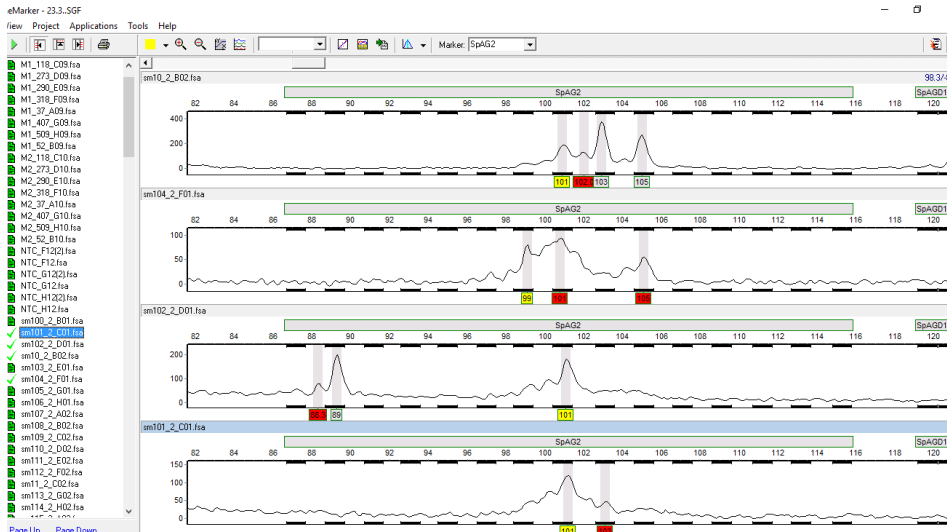 eMarker - 23.3..SGF
View Project Applications Tools Help
Marker: SpAG2
M1_118_C09.fsa
M1_273_D09.fsa
M1_290_E09.fsa
M1_318_F09.fsa
M1_37_A09.fsa
M1_407_G09.fsa
M1_509_H09.fsa
M1_52_B09.fsa
M2_118_C10.fsa
M2_273_D10.fsa
M2_290_E10.fsa
M2_318_F10.fsa
M2_37_A10.fsa
M2_407_G10.fsa
M2_509_H10.fsa
M2_52_B10.fsa
NTC_F12(2).fsa
NTC_F12.fsa
NTC_G12(2).fsa
NTC_G12.fsa
NTC_H12(2).fsa
NTC_H12.fsa
sm100_2_B01.fsa
sm101_2_C01.fsa
sm102_2_D01.fsa
sm10_2_B02.fsa
sm103_2_E01.fsa
sm104_2_F01.fsa
sm105_2_G01.fsa
sm106_2_H01.fsa
sm107_2_A02.fsa
sm108_2_B02.fsa
sm109_2_C02.fsa
sm110_2_D02.fsa
sm111_2_E02.fsa
sm112_2_F02.fsa
sm11_2_C02.fsa
sm113_2_G02.fsa
sm114_2_H02.fsa
Page Up Page Down
sm10_2_B02.fsa
SpAG2 SpAGD1
82 84 86 88 90 92 94 96 98 100 102 104 106 108 110 112 114 116 118 120
400
200
0
101 103 105
sm104_2_F01.fsa
SpAG2 SpAGD1
82 84 86 88 90 92 94 96 98 100 102 104 106 108 110 112 114 116 118 120
100
50
0
99 101
sm102_2_D01.fsa
SpAG2 SpAGD1
82 84 86 88 90 92 94 96 98 100 102 104 106 108 110 112 114 116 118 120
200
100
0
88.3 89 101
sm101_2_C01.fsa
SpAG2 SpAGD1
82 84 86 88 90 92 94 96 98 100 102 104 106 108 110 112 114 116 118 120
150
100
50
0
101